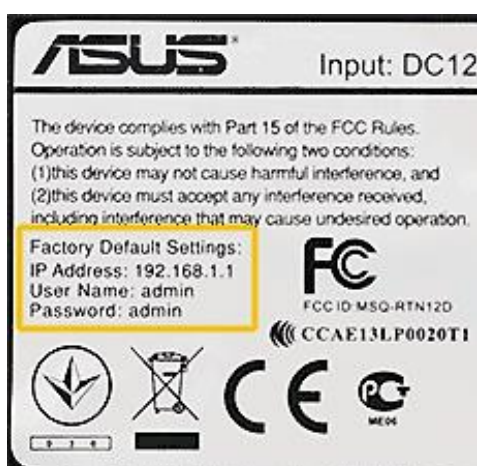 ASUS
Input: DC12
The device complies with Part 15 of the FCC Rules.
Operation is subject to the following two conditions:
(1)this device may not cause harmful interference, and
(2)this device must accept any interference received,
including interference that may cause undesired operation.
Factory Default Settings:
IP Address: 192.168.1.1
User Name: admin
Password: admin
FC
FCC ID:MSQ-RTN12D
CCAE13LP0020T1
CE
ME06